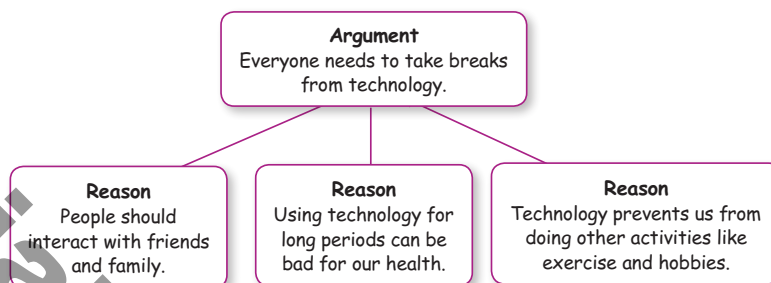 Argument
Everyone needs to take breaks
from technology.
Reason
People should
interact with friends
and family.
Reason
Using technology for
long periods can be
bad for our health.
Reason
Technology prevents us from
doing other activities like
exercise and hobbies.